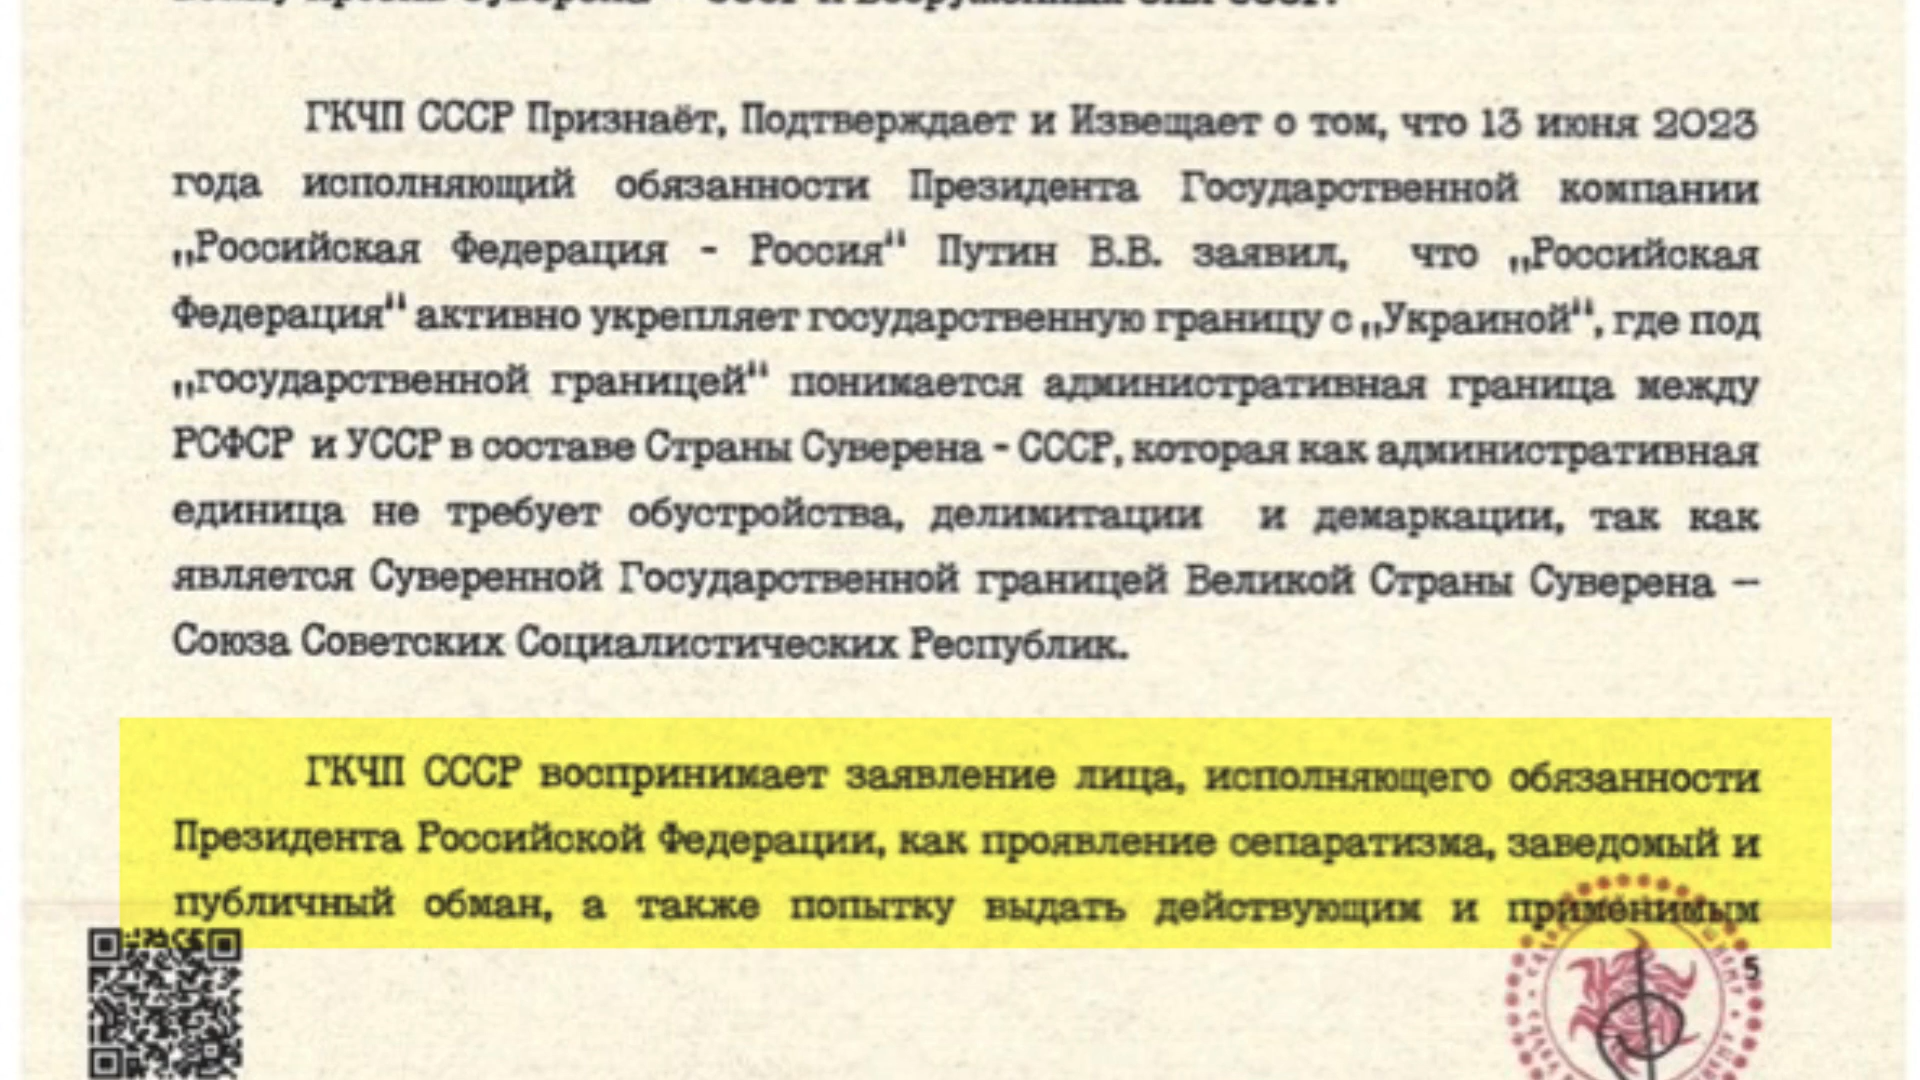 ГКЧП СССР Признаёт, Подтверждает и Извещает о том, что 13 июня 2023
года исполняющий обязанности Президента Государственной компании
„Российская Федерация - Россия“ Путин В.В. заявил, что „Российская
Федерация“ активно укрепляет государственную границу с „Украиной“, где под
„государственной границей“ понимается административная граница между
РСФСР и УССР в составе Страны Суверена - СССР, которая как административная
единица не требует обустройства, делимитации и демаркации, так как
является Суверенной Государственной границей Великой Страны Суверена –
Союза Советских Социалистических Республик.
ГКЧП СССР воспринимает заявление лица, исполняющего обязанности
Президента Российской Федерации, как проявление сепаратизма, заведомый и
публичный обман, а также попытку выдать действующим и применимым
5